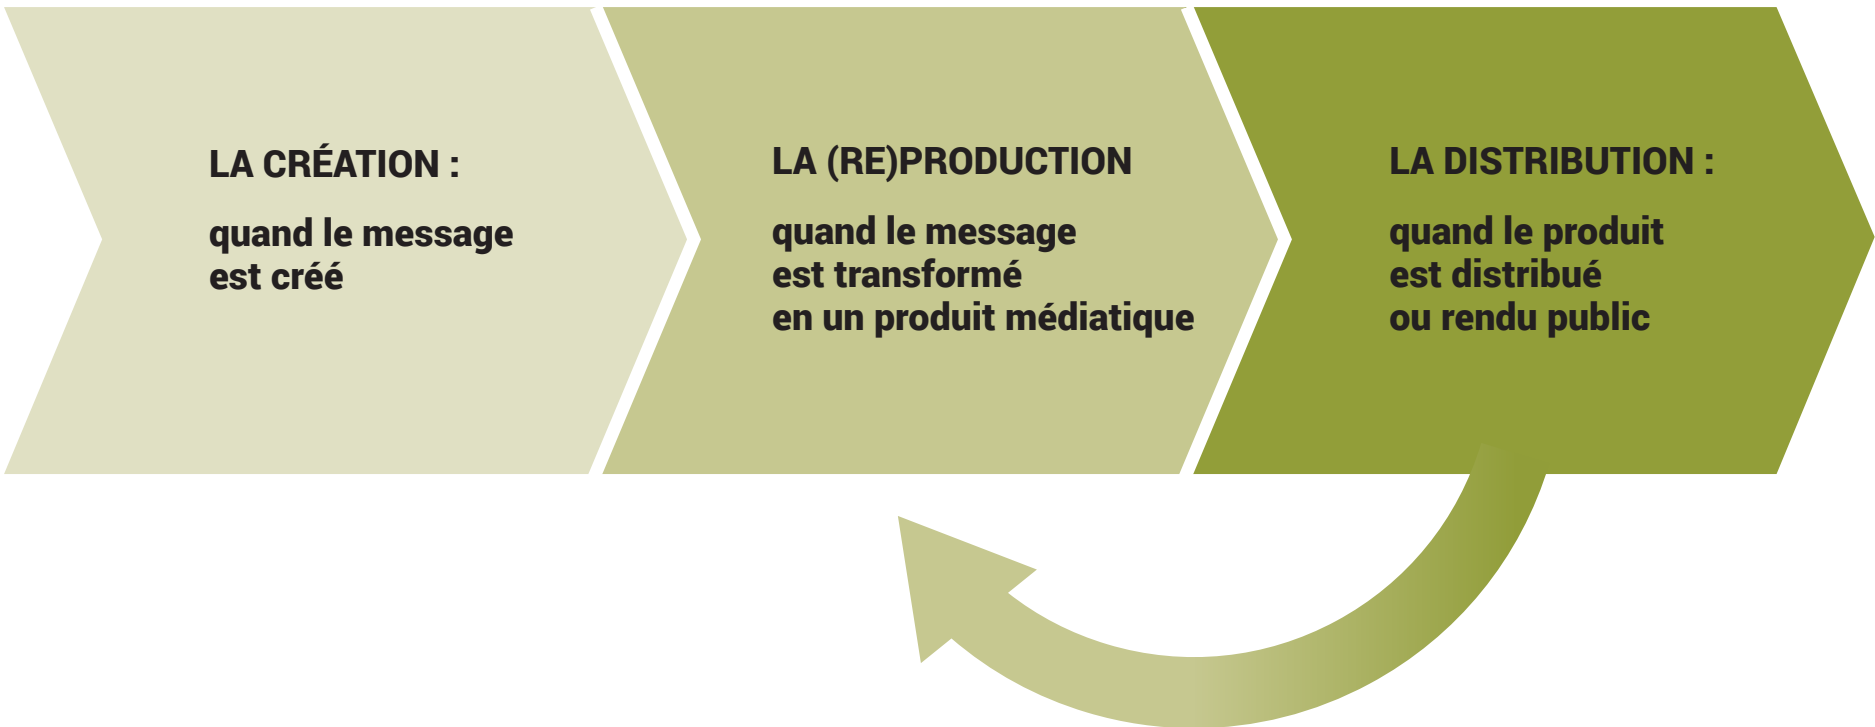 LA CRÉATION :
quand le message
est créé
LA (RE)PRODUCTION
quand le message
est transformé
en un produit médiatique
LA DISTRIBUTION :
quand le produit
est distribué
ou rendu public